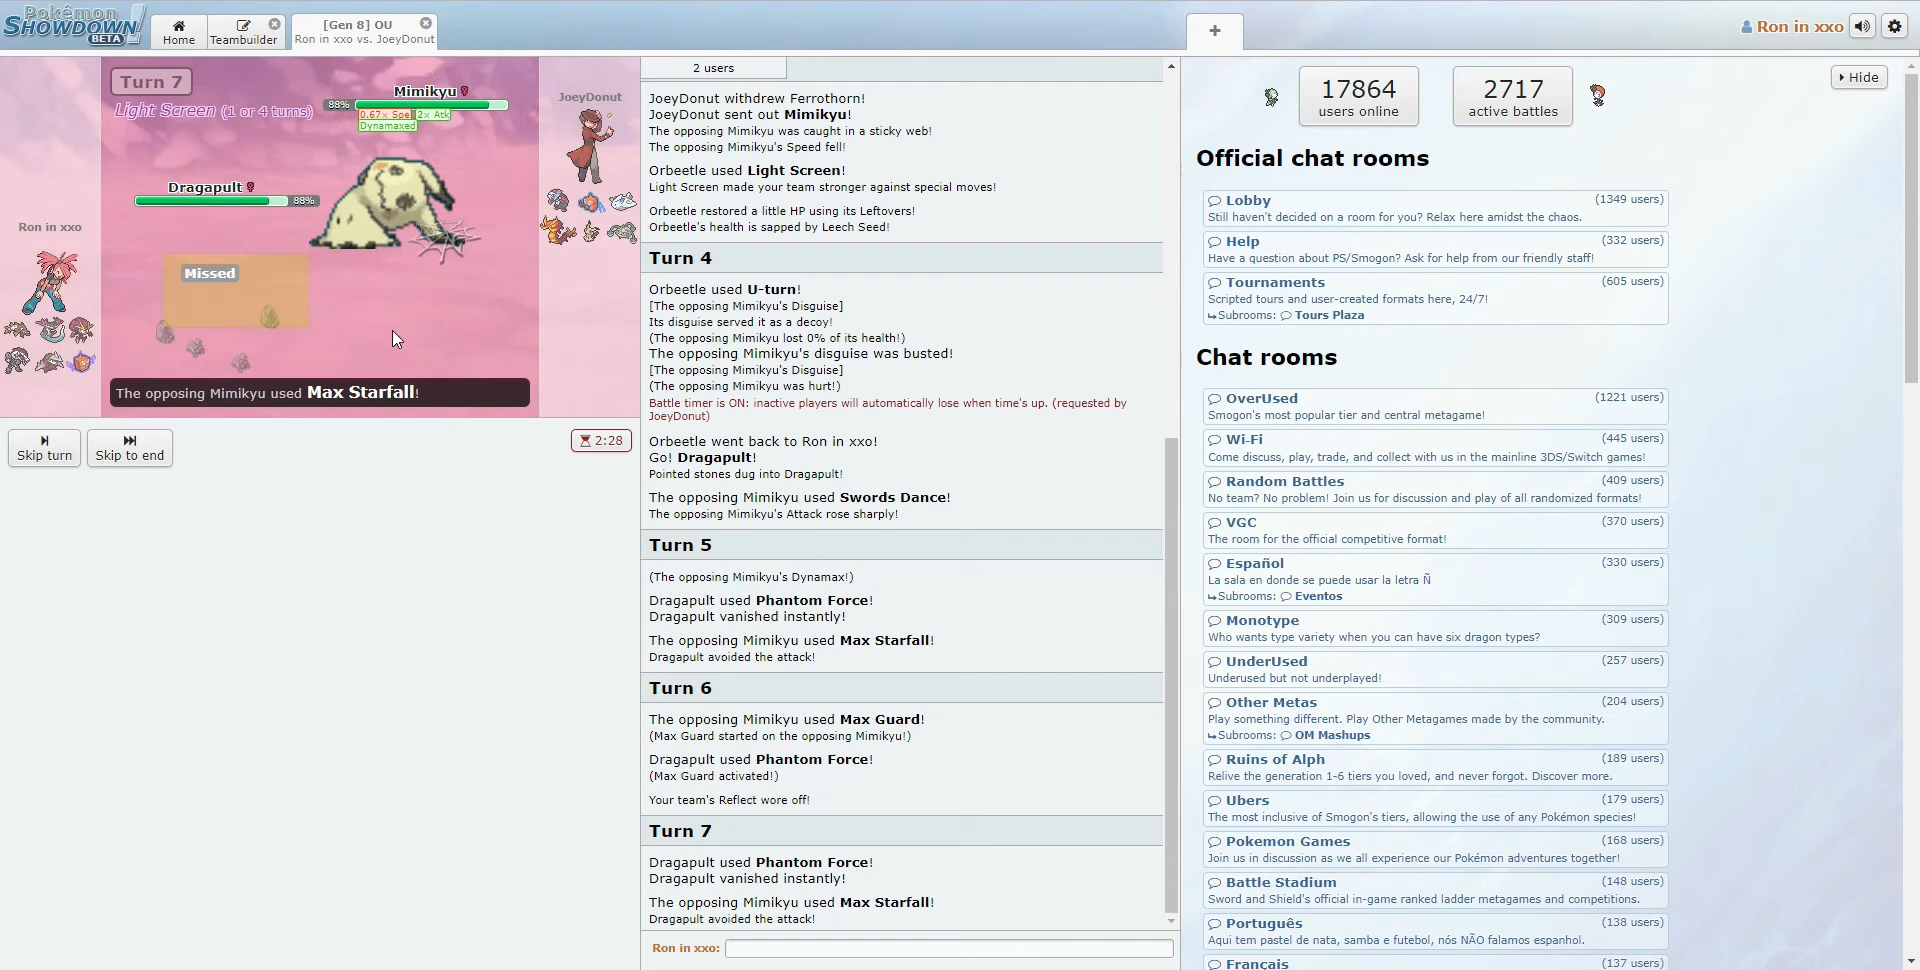 Pokémon
SHOWDOWN!
BETA
Home
Teambuilder
[Gen 8] OU
Ron in xxo vs. JoeyDonut
+
Ron in xxo
Turn 7
Light Screen (1 or 4 turns)
Mimikyu
88%
0.67× Spe 2× Atk
Dynamaxed
Dragapult
88%
Ron in xxo
JoeyDonut
Missed
The opposing Mimikyu used Max Starfall!
Skip turn
Skip to end
2:28
2 users
JoeyDonut withdrew Ferrothorn!
JoeyDonut sent out Mimikyu!
The opposing Mimikyu was caught in a sticky web!
The opposing Mimikyu's Speed fell!
Orbeetle used Light Screen!
Light Screen made your team stronger against special moves!
Orbeetle restored a little HP using its Leftovers!
Orbeetle's health is sapped by Leech Seed!
Turn 4
Orbeetle used U-turn!
[The opposing Mimikyu's Disguise]
Its disguise served it as a decoy!
(The opposing Mimikyu lost 0% of its health!)
The opposing Mimikyu's disguise was busted!
[The opposing Mimikyu's Disguise]
(The opposing Mimikyu was hurt!)
Battle timer is ON: inactive players will automatically lose when time's up. (requested by
JoeyDonut)
Orbeetle went back to Ron in xxo!
Go! Dragapult!
Pointed stones dug into Dragapult!
The opposing Mimikyu used Swords Dance!
The opposing Mimikyu's Attack rose sharply!
Turn 5
(The opposing Mimikyu's Dynamax!)
Dragapult used Phantom Force!
Dragapult vanished instantly!
The opposing Mimikyu used Max Starfall!
Dragapult avoided the attack!
Turn 6
The opposing Mimikyu used Max Guard!
(Max Guard started on the opposing Mimikyu!)
Dragapult used Phantom Force!
(Max Guard activated!)
Your team's Reflect wore off!
Turn 7
Dragapult used Phantom Force!
Dragapult vanished instantly!
The opposing Mimikyu used Max Starfall!
Dragapult avoided the attack!
Ron in xxo:
17864
users online
2717
active battles
Hide
Official chat rooms
Lobby (1349 users)
Still haven't decided on a room for you? Relax here amidst the chaos.
Help (332 users)
Have a question about PS/Smogon? Ask for help from our friendly staff!
Tournaments (605 users)
Scripted tours and user-created formats here, 24/7!
↳Subrooms: Tours Plaza
Chat rooms
OverUsed (1221 users)
Smogon's most popular tier and central metagame!
Wi-Fi (445 users)
Come discuss, play, trade, and collect with us in the mainline 3DS/Switch games!
Random Battles (409 users)
No team? No problem! Join us for discussion and play of all randomized formats!
VGC (370 users)
The room for the official competitive format!
Español (330 users)
La sala en donde se puede usar la letra Ñ
↳Subrooms: Eventos
Monotype (309 users)
Who wants type variety when you can have six dragon types?
UnderUsed (257 users)
Underused but not underplayed!
Other Metas (204 users)
Play something different. Play Other Metagames made by the community.
↳Subrooms: OM Mashups
Ruins of Alph (189 users)
Relive the generation 1-6 tiers you loved, and never forgot. Discover more.
Ubers (179 users)
The most inclusive of Smogon's tiers, allowing the use of any Pokémon species!
Pokemon Games (168 users)
Join us in discussion as we all experience our Pokémon adventures together!
Battle Stadium (148 users)
Sword and Shield's official in-game ranked ladder metagames and competitions.
Português (138 users)
Aqui tem pastel de nata, samba e futebol, nós NÃO falamos espanhol.
Français (137 users)